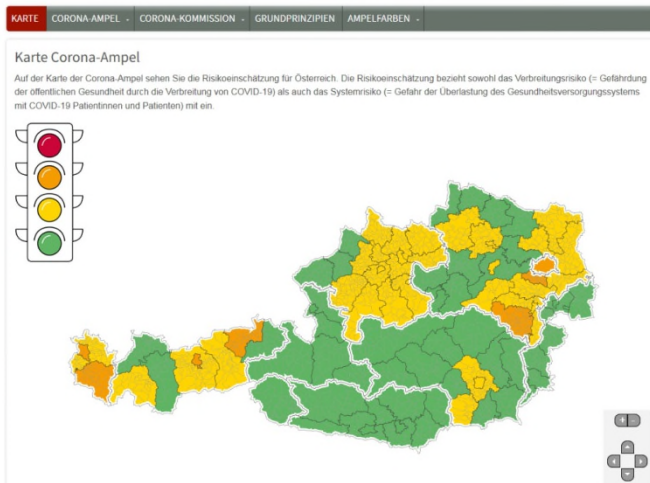 KARTE CORONA-AMPEL CORONA-KOMMISSION GRUNDPRINZIPIEN AMPELFARBEN
Karte Corona-Ampel
Auf der Karte der Corona-Ampel sehen Sie die Risikoeinschätzung für Österreich. Die Risikoeinschätzung bezieht sowohl das Verbreitungsrisiko (= Gefährdung
der öffentlichen Gesundheit durch die Verbreitung von COVID-19) als auch das Systemrisiko (= Gefahr der Überlastung des Gesundheitsversorgungssystems
mit COVID-19 Patientinnen und Patienten) mit ein.